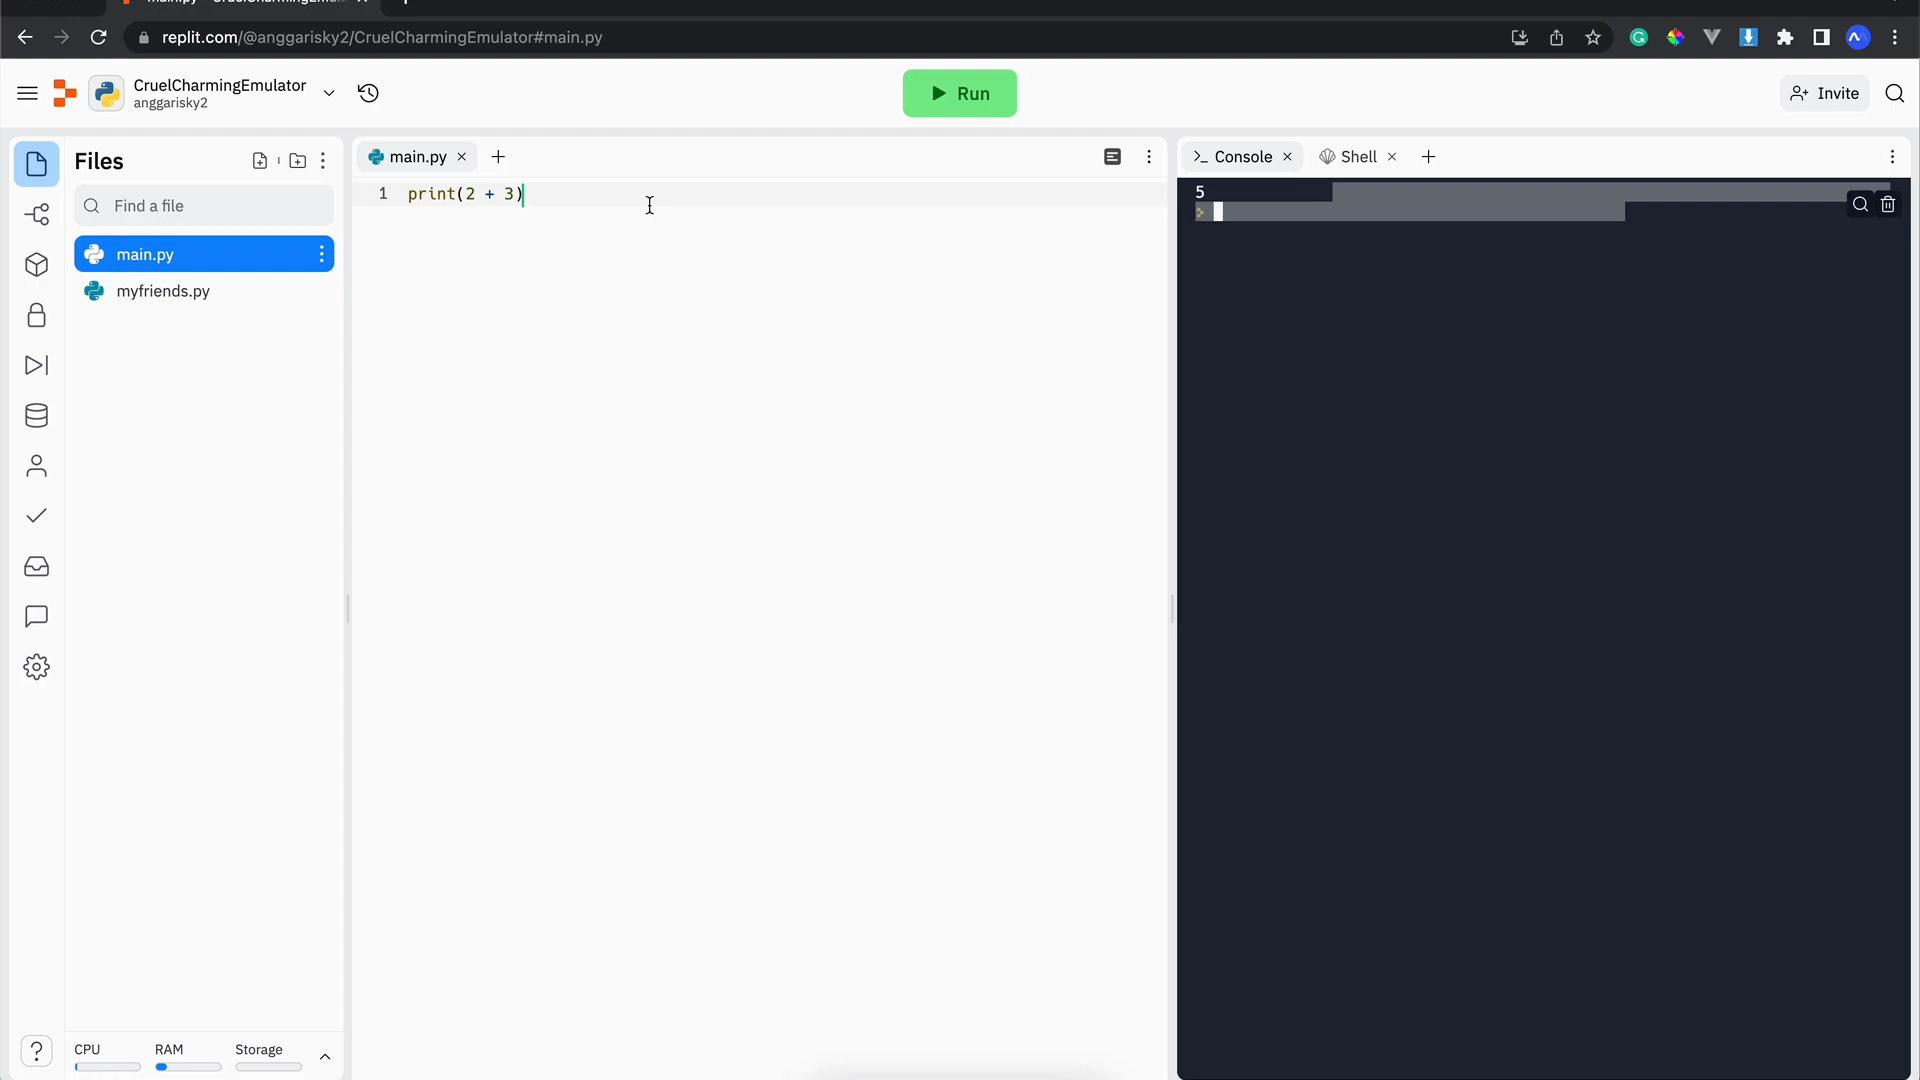 replit.com/@anggarisky2/CruelCharmingEmulator#main.py
CruelCharmingEmulator
anggarisky2
Run
Invite
Files
main.py
Console
Shell
1 print(2 + 3)
5
Find a file
main.py
myfriends.py
CPU
RAM
Storage